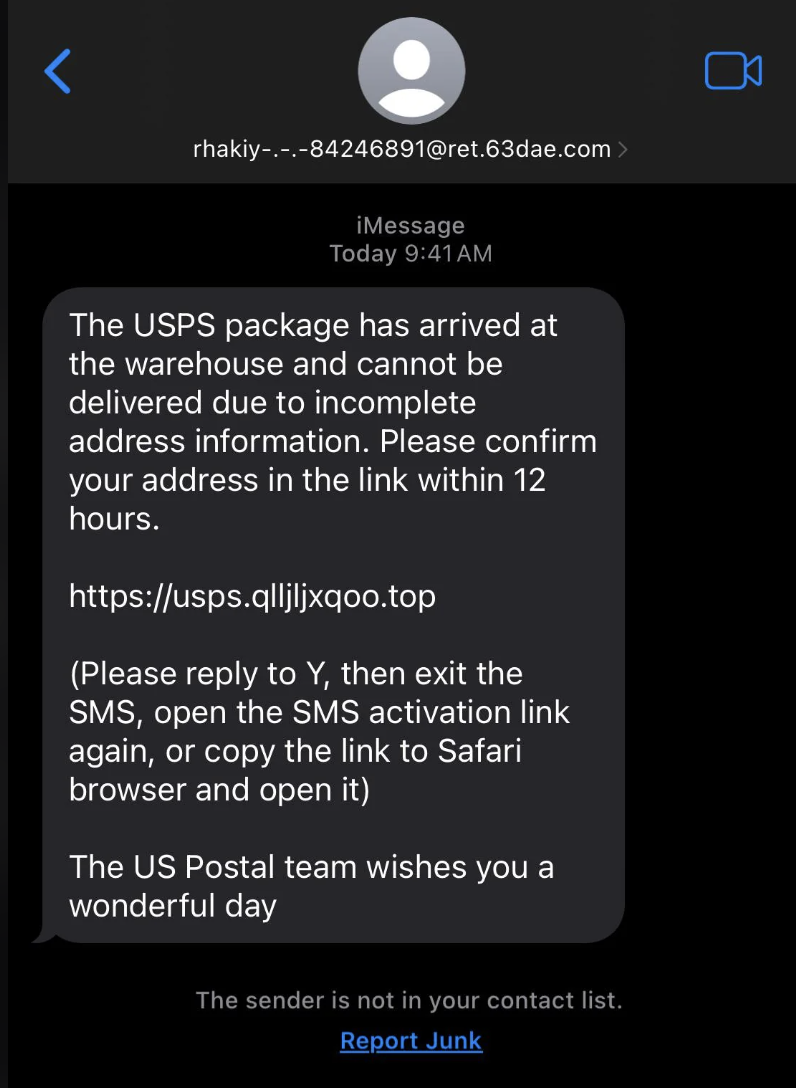 rhakiy-.-.-84246891@ret.63dae.com
iMessage
Today 9:41 AM
The USPS package has arrived at
the warehouse and cannot be
delivered due to incomplete
address information. Please confirm
your address in the link within 12
hours.
https://usps.qlljljxqoo.top
(Please reply to Y, then exit the
SMS, open the SMS activation link
again, or copy the link to Safari
browser and open it)
The US Postal team wishes you a
wonderful day
The sender is not in your contact list.
Report Junk